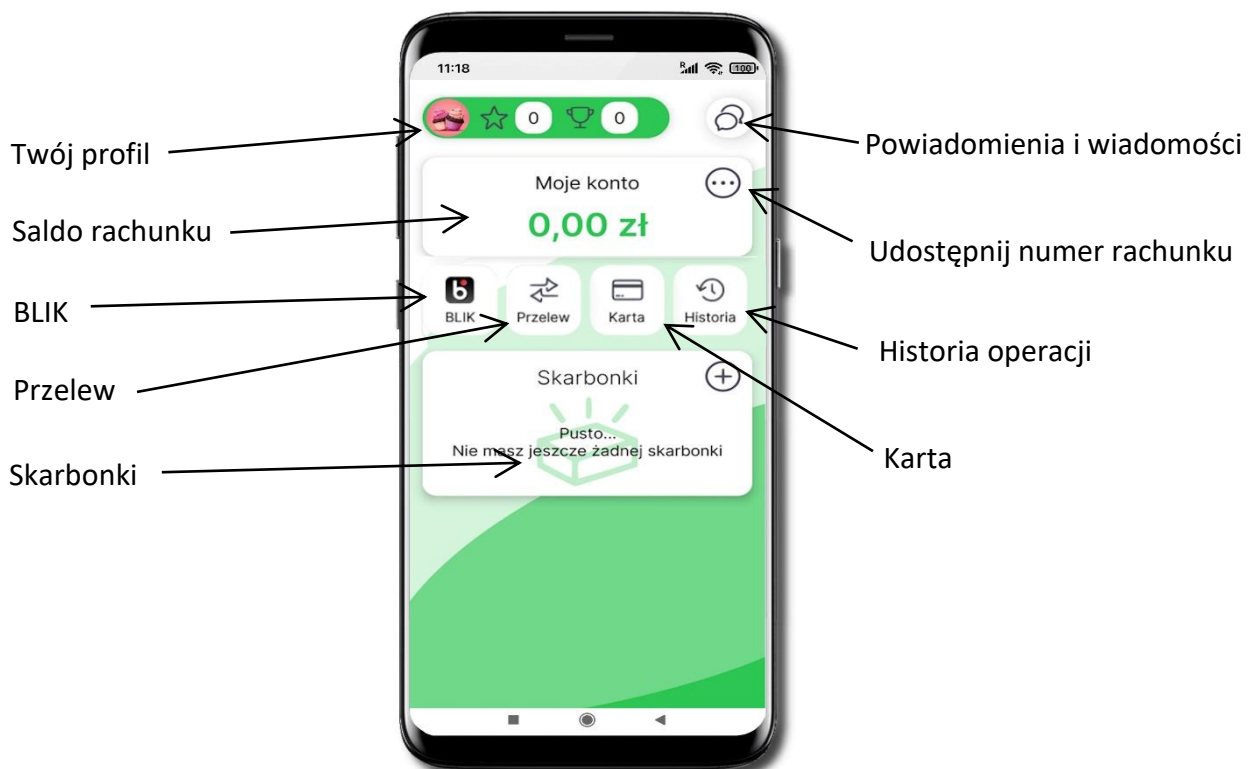 11:18
R
100
0
0
Twój profil
Powiadomienia i wiadomości
Moje konto
0,00 zł
Saldo rachunku
Udostępnij numer rachunku
BLIK
BLIK
Przelew
Karta
Historia
Historia operacji
Przelew
Skarbonki
Pusto...
Nie masz jeszcze żadnej skarbonki
Skarbonki
Karta